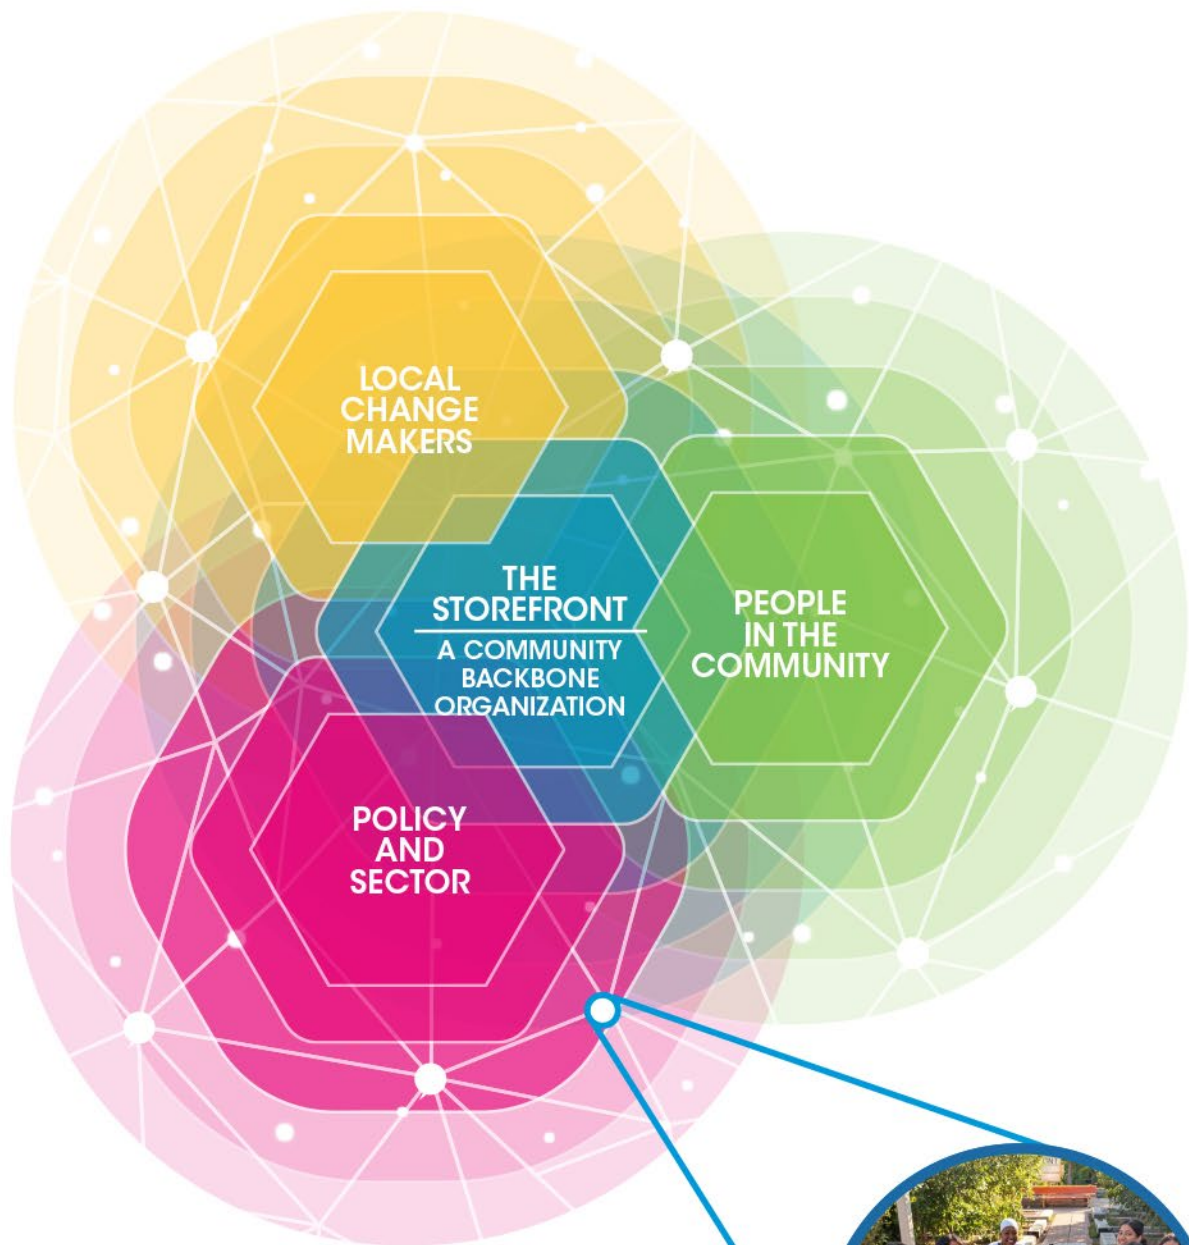 LOCAL
CHANGE
MAKERS
THE
STOREFRONT
A COMMUNITY
BACKBONE
ORGANIZATION
PEOPLE
IN THE
COMMUNITY
POLICY
AND
SECTOR